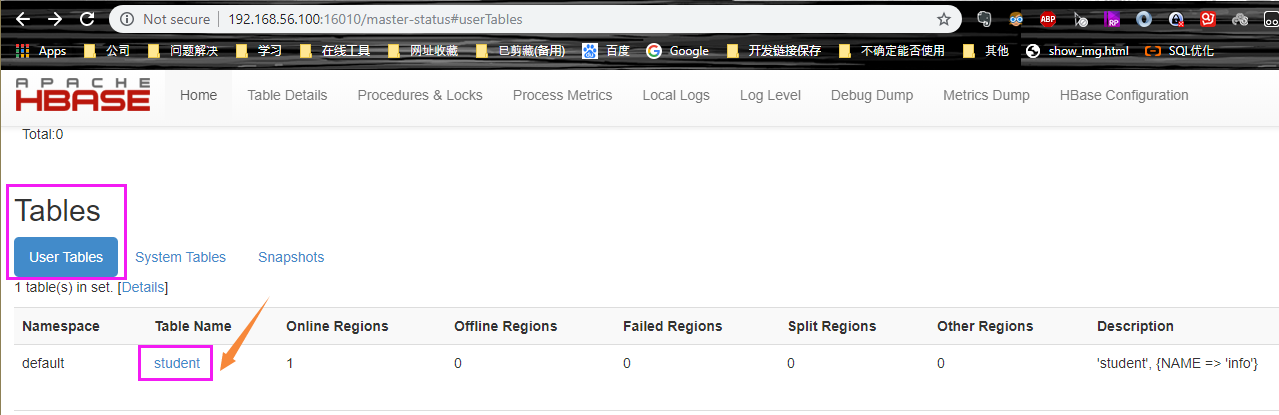 Not secure 192.168.56.100:16010/master-status#userTables
ABP RP
Apps 公司 问题解决 学习 在线工具 网址收藏 已剪藏(备用) 百度 Google 开发链接保存 不确定能否使用 其他 show_img.html SQL优化
APACHE
HBASE
Home Table Details Procedures & Locks Process Metrics Local Logs Log Level Debug Dump Metrics Dump HBase Configuration
Total:0
Tables
User Tables System Tables Snapshots
1 table(s) in set. [Details]
Namespace Table Name Online Regions Offline Regions Failed Regions Split Regions Other Regions Description
default student 1 0 0 0 0 'student', {NAME => 'info'}